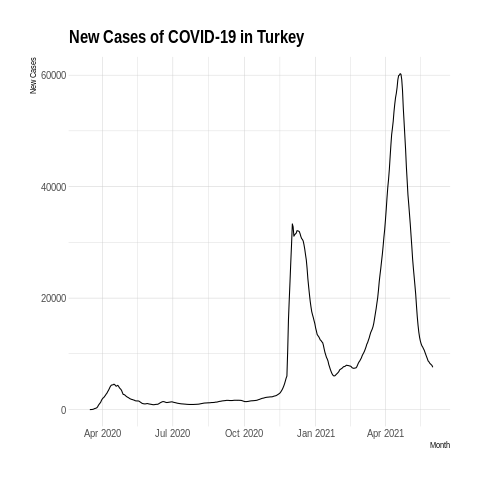 New Cases of COVID-19 in Turkey
New Cases
60000
40000
20000
0
Apr 2020 Jul 2020 Oct 2020 Jan 2021 Apr 2021
Month